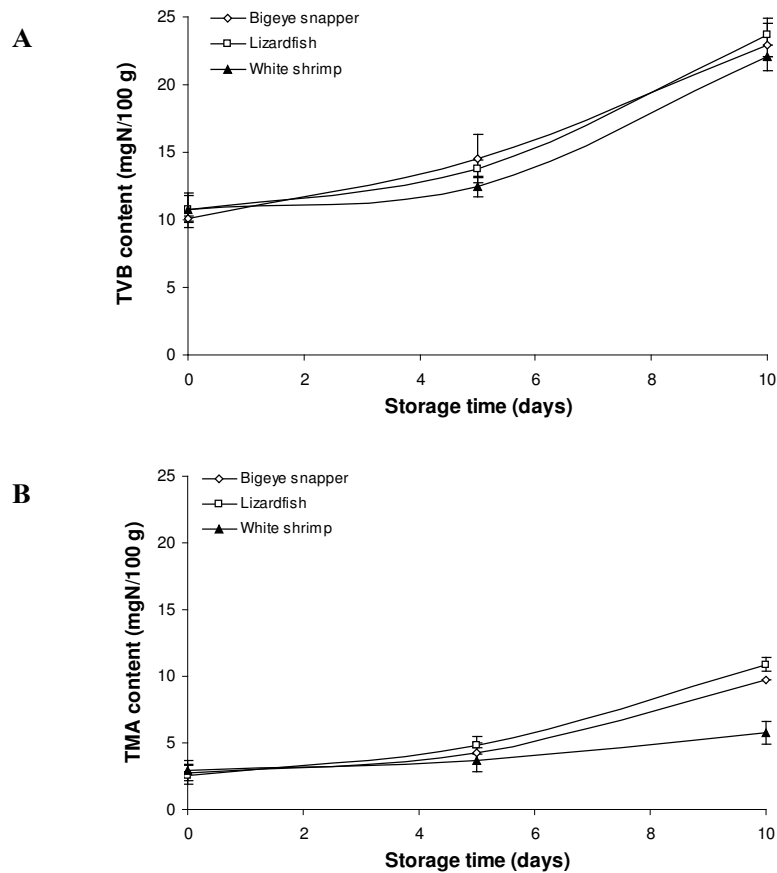 A
Bigeye snapper
Lizardfish
White shrimp
TVB content (mgN/100 g)
25
20
15
10
5
0
0 2 4 6 8 10
Storage time (days)
B
Bigeye snapper
Lizardfish
White shrimp
TMA content (mgN/100 g)
25
20
15
10
5
0
0 2 4 6 8 10
Storage time (days)